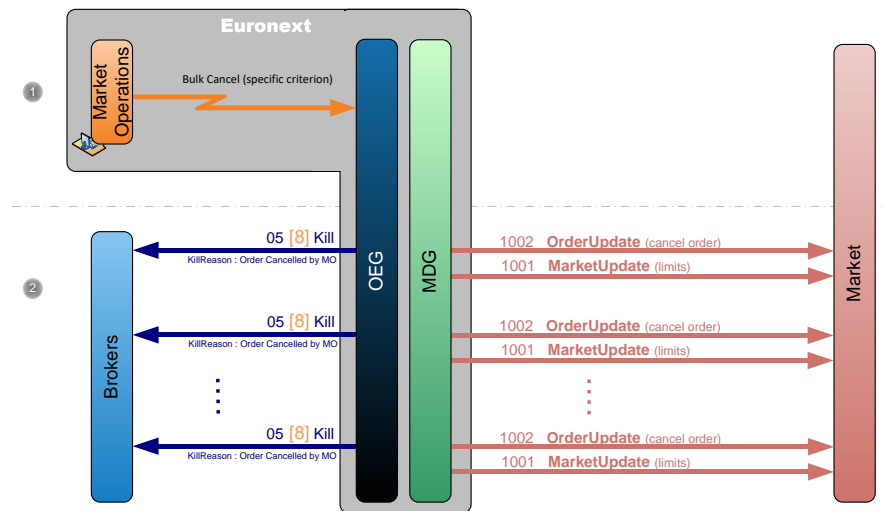 Euronext
Market
Operations
Bulk Cancel (specific criterion)
1
OEG
MDG
Market
Brokers
2
05 [8] Kill
KillReason : Order Cancelled by MO
1002 OrderUpdate (cancel order)
1001 MarketUpdate (limits)
05 [8] Kill
KillReason : Order Cancelled by MO
1002 OrderUpdate (cancel order)
1001 MarketUpdate (limits)
05 [8] Kill
KillReason : Order Cancelled by MO
1002 OrderUpdate (cancel order)
1001 MarketUpdate (limits)